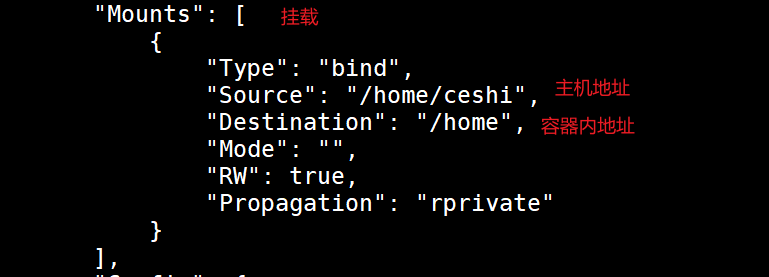 "Mounts": [ 挂载
{
"Type": "bind",
"Source": "/home/ceshi", 主机地址
"Destination": "/home", 容器内地址
"Mode": "",
"RW": true,
"Propagation": "rprivate"
}
],